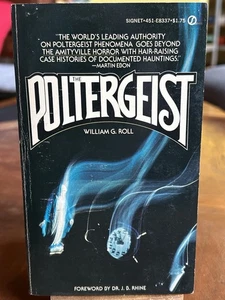 SIGNET•451-E8337•$1.75
"THE WORLD'S LEADING AUTHORITY
ON POLTERGEIST PHENOMENA GOES BEYOND
THE AMITYVILLE HORROR WITH HAIR-RAISING
CASE HISTORIES OF DOCUMENTED HAUNTINGS."
—MARTIN EBON
THE
POLTERGEIST
WILLIAM G. ROLL
FOREWORD BY DR. J. B. RHINE